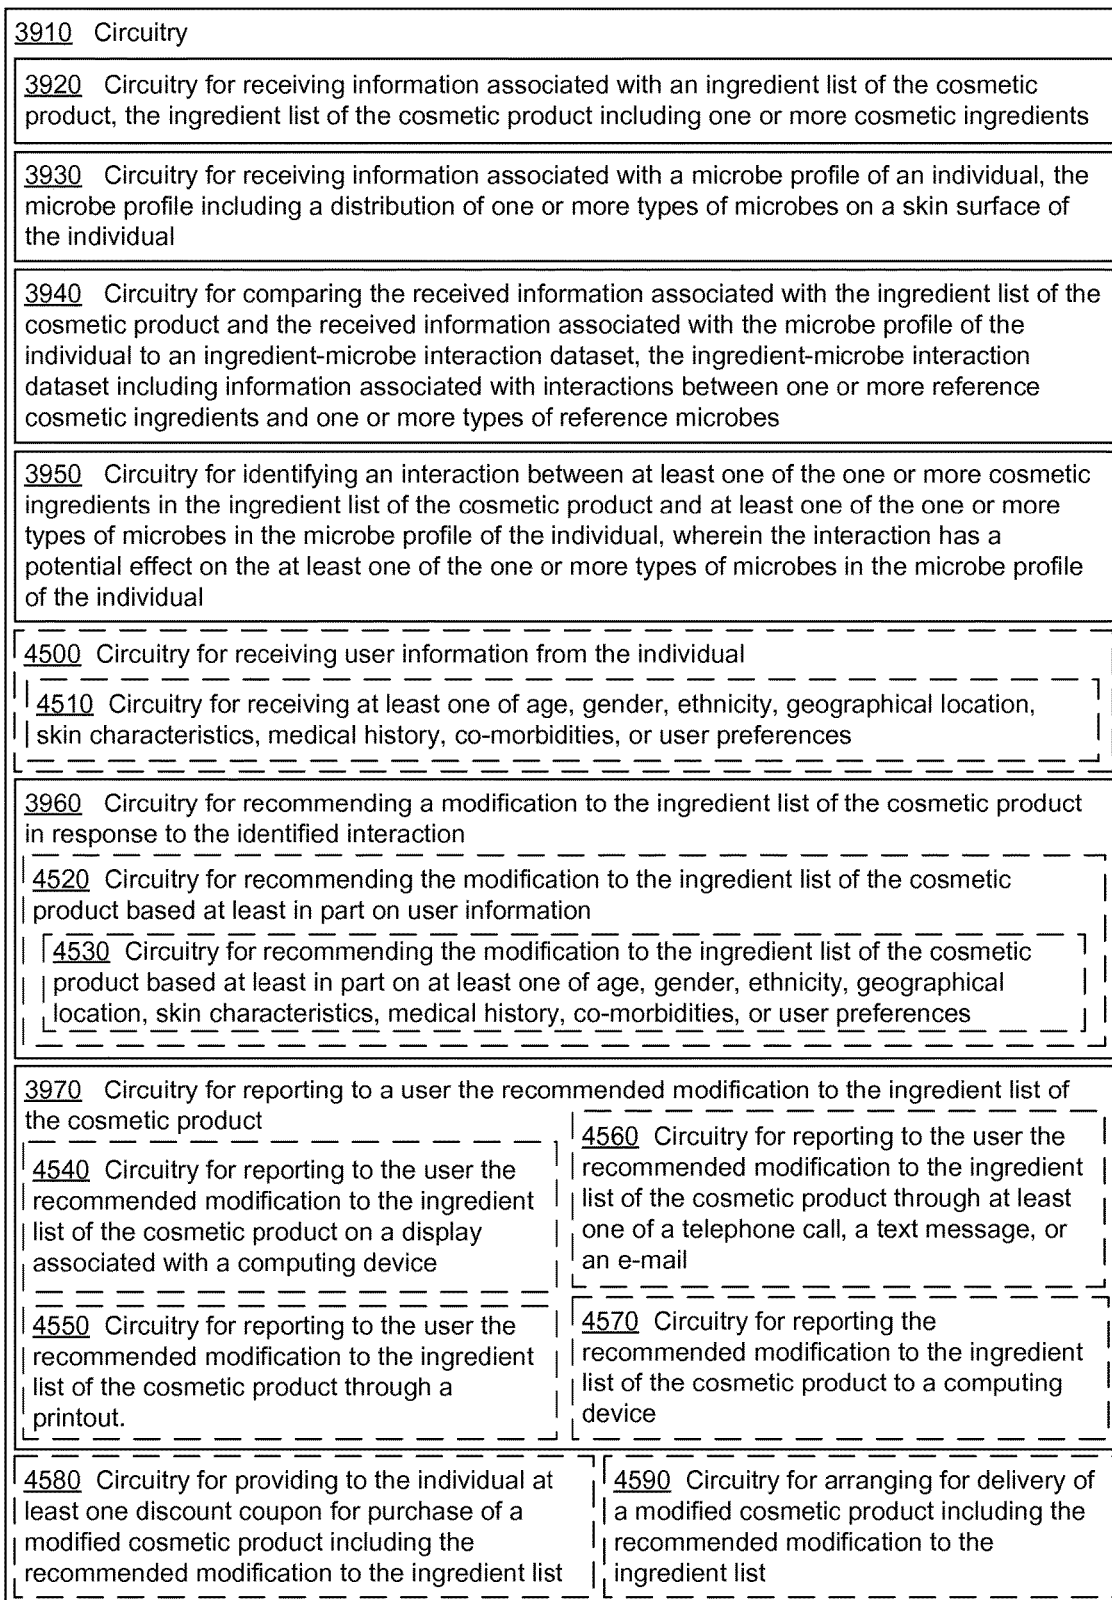 3910 Circuitry
3920 Circuitry for receiving information associated with an ingredient list of the cosmetic
product, the ingredient list of the cosmetic product including one or more cosmetic ingredients
3930 Circuitry for receiving information associated with a microbe profile of an individual, the
microbe profile including a distribution of one or more types of microbes on a skin surface of
the individual
3940 Circuitry for comparing the received information associated with the ingredient list of the
cosmetic product and the received information associated with the microbe profile of the
individual to an ingredient-microbe interaction dataset, the ingredient-microbe interaction
dataset including information associated with interactions between one or more reference
cosmetic ingredients and one or more types of reference microbes
3950 Circuitry for identifying an interaction between at least one of the one or more cosmetic
ingredients in the ingredient list of the cosmetic product and at least one of the one or more
types of microbes in the microbe profile of the individual, wherein the interaction has a
potential effect on the at least one of the one or more types of microbes in the microbe profile
of the individual
4500 Circuitry for receiving user information from the individual
4510 Circuitry for receiving at least one of age, gender, ethnicity, geographical location,
skin characteristics, medical history, co-morbidities, or user preferences
3960 Circuitry for recommending a modification to the ingredient list of the cosmetic product
in response to the identified interaction
4520 Circuitry for recommending the modification to the ingredient list of the cosmetic
product based at least in part on user information
4530 Circuitry for recommending the modification to the ingredient list of the cosmetic
product based at least in part on at least one of age, gender, ethnicity, geographical
location, skin characteristics, medical history, co-morbidities, or user preferences
3970 Circuitry for reporting to a user the recommended modification to the ingredient list of
the cosmetic product
4540 Circuitry for reporting to the user the
recommended modification to the ingredient
list of the cosmetic product on a display
associated with a computing device
4550 Circuitry for reporting to the user the
recommended modification to the ingredient
list of the cosmetic product through a
printout.
4560 Circuitry for reporting to the user the
recommended modification to the ingredient
list of the cosmetic product through at least
one of a telephone call, a text message, or
an e-mail
4570 Circuitry for reporting the
recommended modification to the ingredient
list of the cosmetic product to a computing
device
4580 Circuitry for providing to the individual at
least one discount coupon for purchase of a
modified cosmetic product including the
recommended modification to the ingredient list
4590 Circuitry for arranging for delivery of
a modified cosmetic product including the
recommended modification to the
ingredient list